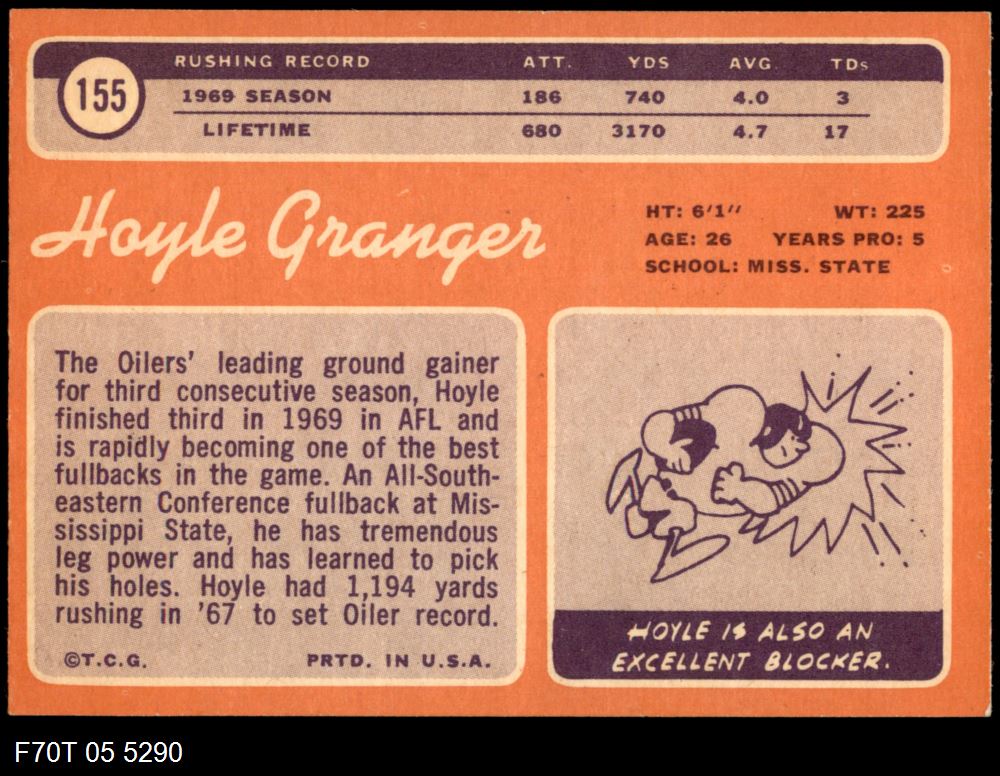 155
RUSHING RECORD ATT. YDS AVG. TDs
1969 SEASON 186 740 4.0 3
LIFETIME 680 3170 4.7 17
Hoyle Granger
HT: 6'1" WT: 225
AGE: 26 YEARS PRO: 5
SCHOOL: MISS. STATE
The Oilers' leading ground gainer
for third consecutive season, Hoyle
finished third in 1969 in AFL and
is rapidly becoming one of the best
fullbacks in the game. An All-South-
eastern Conference fullback at Mis-
sissippi State, he has tremendous
leg power and has learned to pick
his holes. Hoyle had 1,194 yards
rushing in '67 to set Oiler record.
©T.C.G. PRTD. IN U.S.A.
HOYLE IS ALSO AN
EXCELLENT BLOCKER.
F70T 05 5290